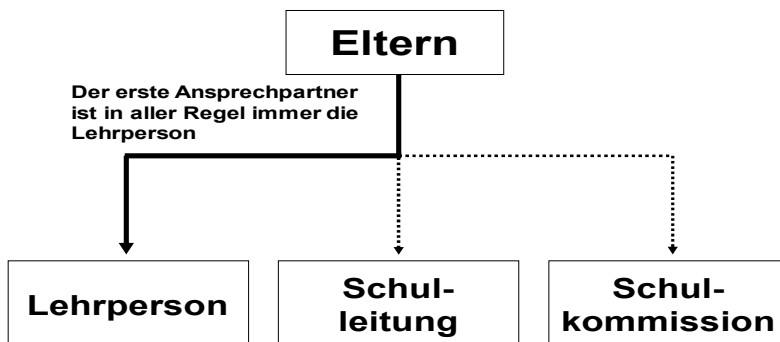 Eltern
Der erste Ansprechpartner
ist in aller Regel immer die
Lehrperson
Lehrperson
Schul-
leitung
Schul-
kommission